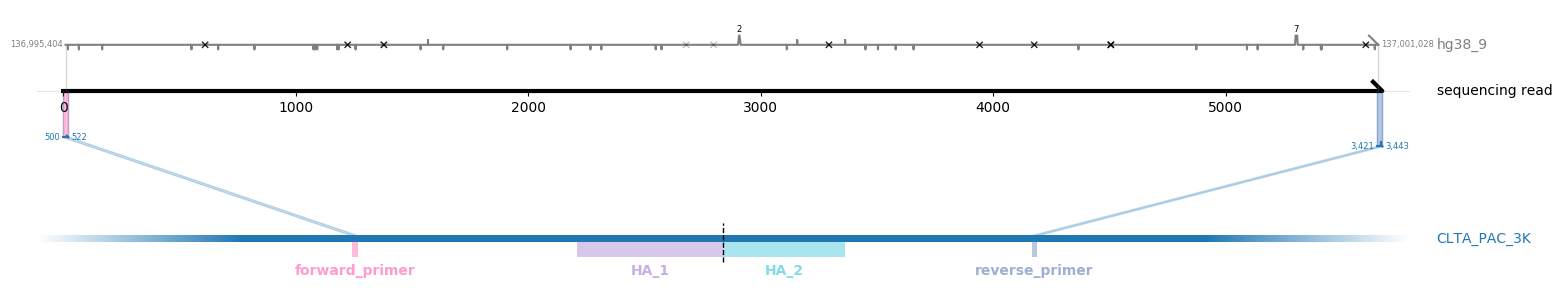 2 7
136,995,404 137,001,028 hg38_9
sequencing read
0 1000 2000 3000 4000 5000
500 522 3,421 3,443
CLTA_PAC_3K
forward_primer HA_1 HA_2 reverse_primer